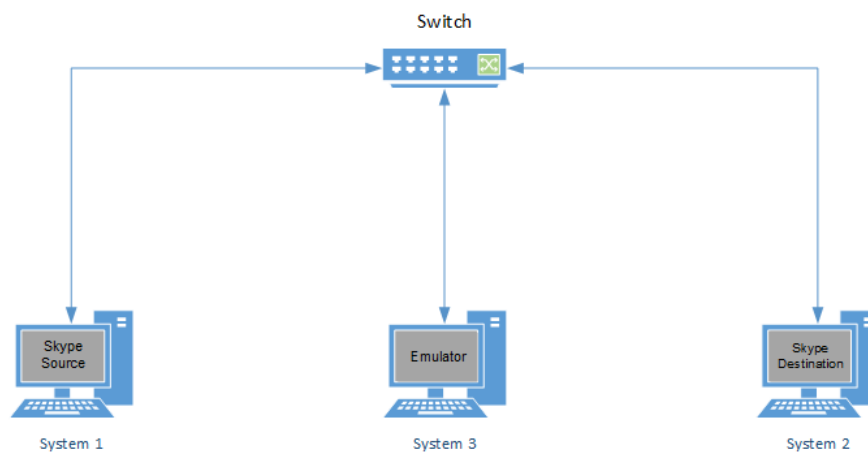 Switch
Skype
Source
Emulator
Skype
Destination
System 1
System 3
System 2